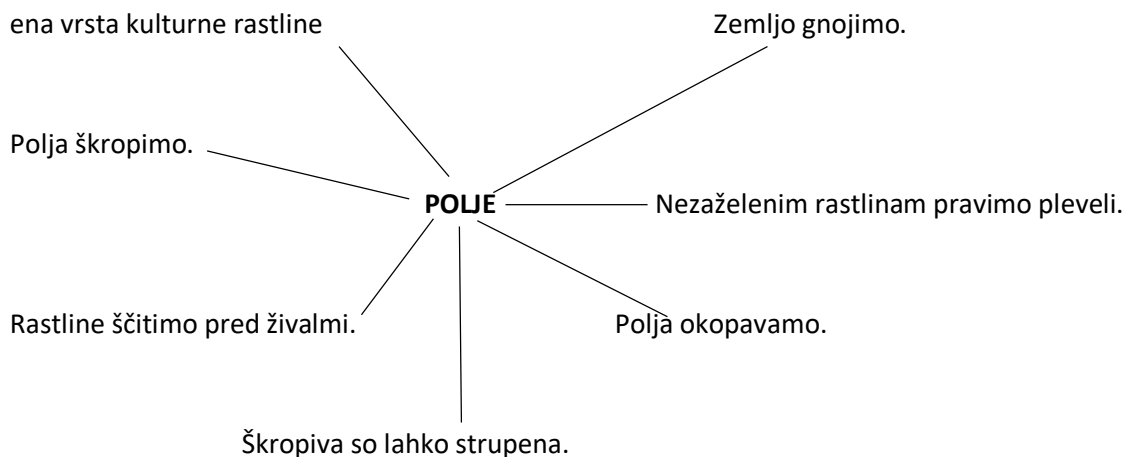 ena vrsta kulturne rastline
Zemljo gnojimo.
Polja škropimo.
POLJE
Nezaželenim rastlinam pravimo pleveli.
Rastline ščitimo pred živalmi.
Polja okopavamo.
Škropiva so lahko strupena.